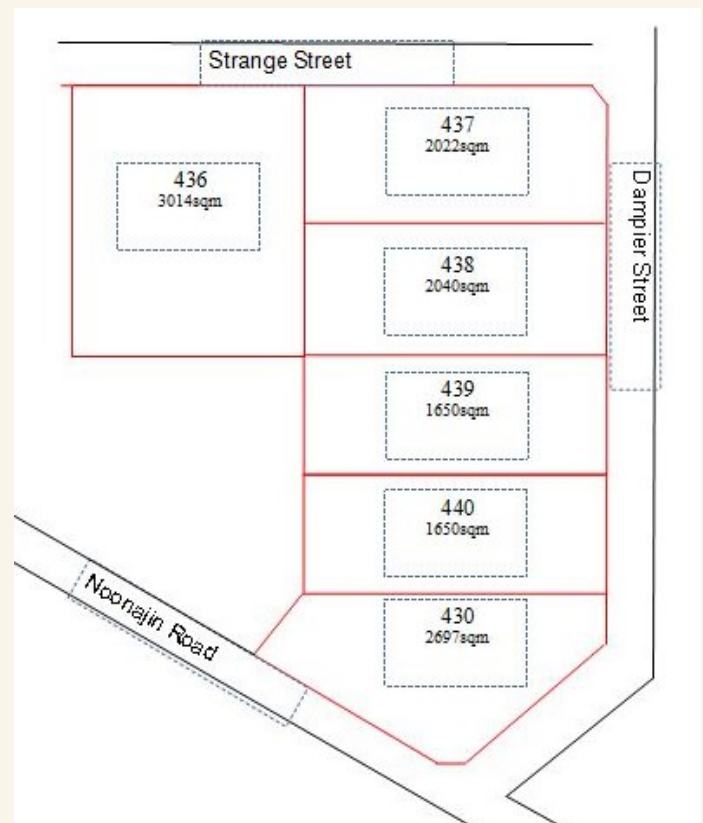 Strange Street
437
2022sqm
436
3014sqm
Dampier Street
438
2040sqm
439
1650sqm
440
1650sqm
Noonajin Road
430
2697sqm